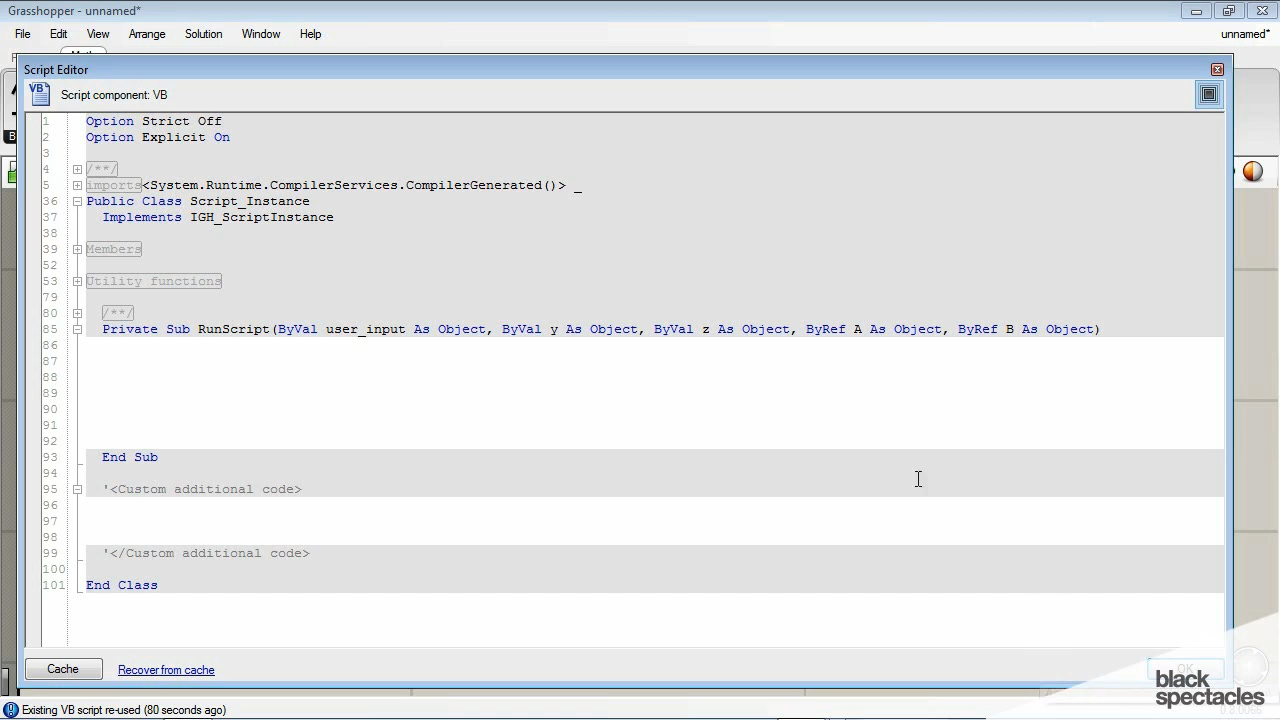 Grasshopper - unnamed*
File Edit View Arrange Solution Window Help unnamed*
Script Editor
VB Script component: VB
1 Option Strict Off
2 Option Explicit On
3
4 /**/
5 imports<System.Runtime.CompilerServices.CompilerGenerated()> _
36 Public Class Script_Instance
37 Implements IGH_ScriptInstance
38
39 Members
52
53 Utility functions
79
80 /**/
85 Private Sub RunScript(ByVal user_input As Object, ByVal y As Object, ByVal z As Object, ByRef A As Object, ByRef B As Object)
86
87
88
89
90
91
92
93 End Sub
94
95 '<Custom additional code>
96
97
98
99 '</Custom additional code>
100
101 End Class
Cache Recover from cache OK
black
spectacles
Existing VB script re-used (80 seconds ago)